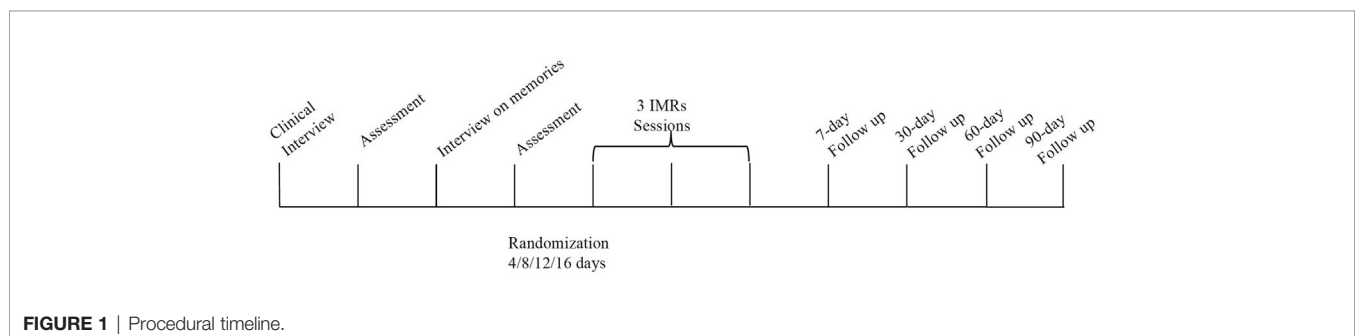 Clinical
Interview
Assessment
Interview on memories
Assessment
3 IMRs
Sessions
7-day
Follow up
30-day
Follow up
60-day
Follow up
90-day
Follow up
Randomization
4/8/12/16 days
FIGURE 1 | Procedural timeline.